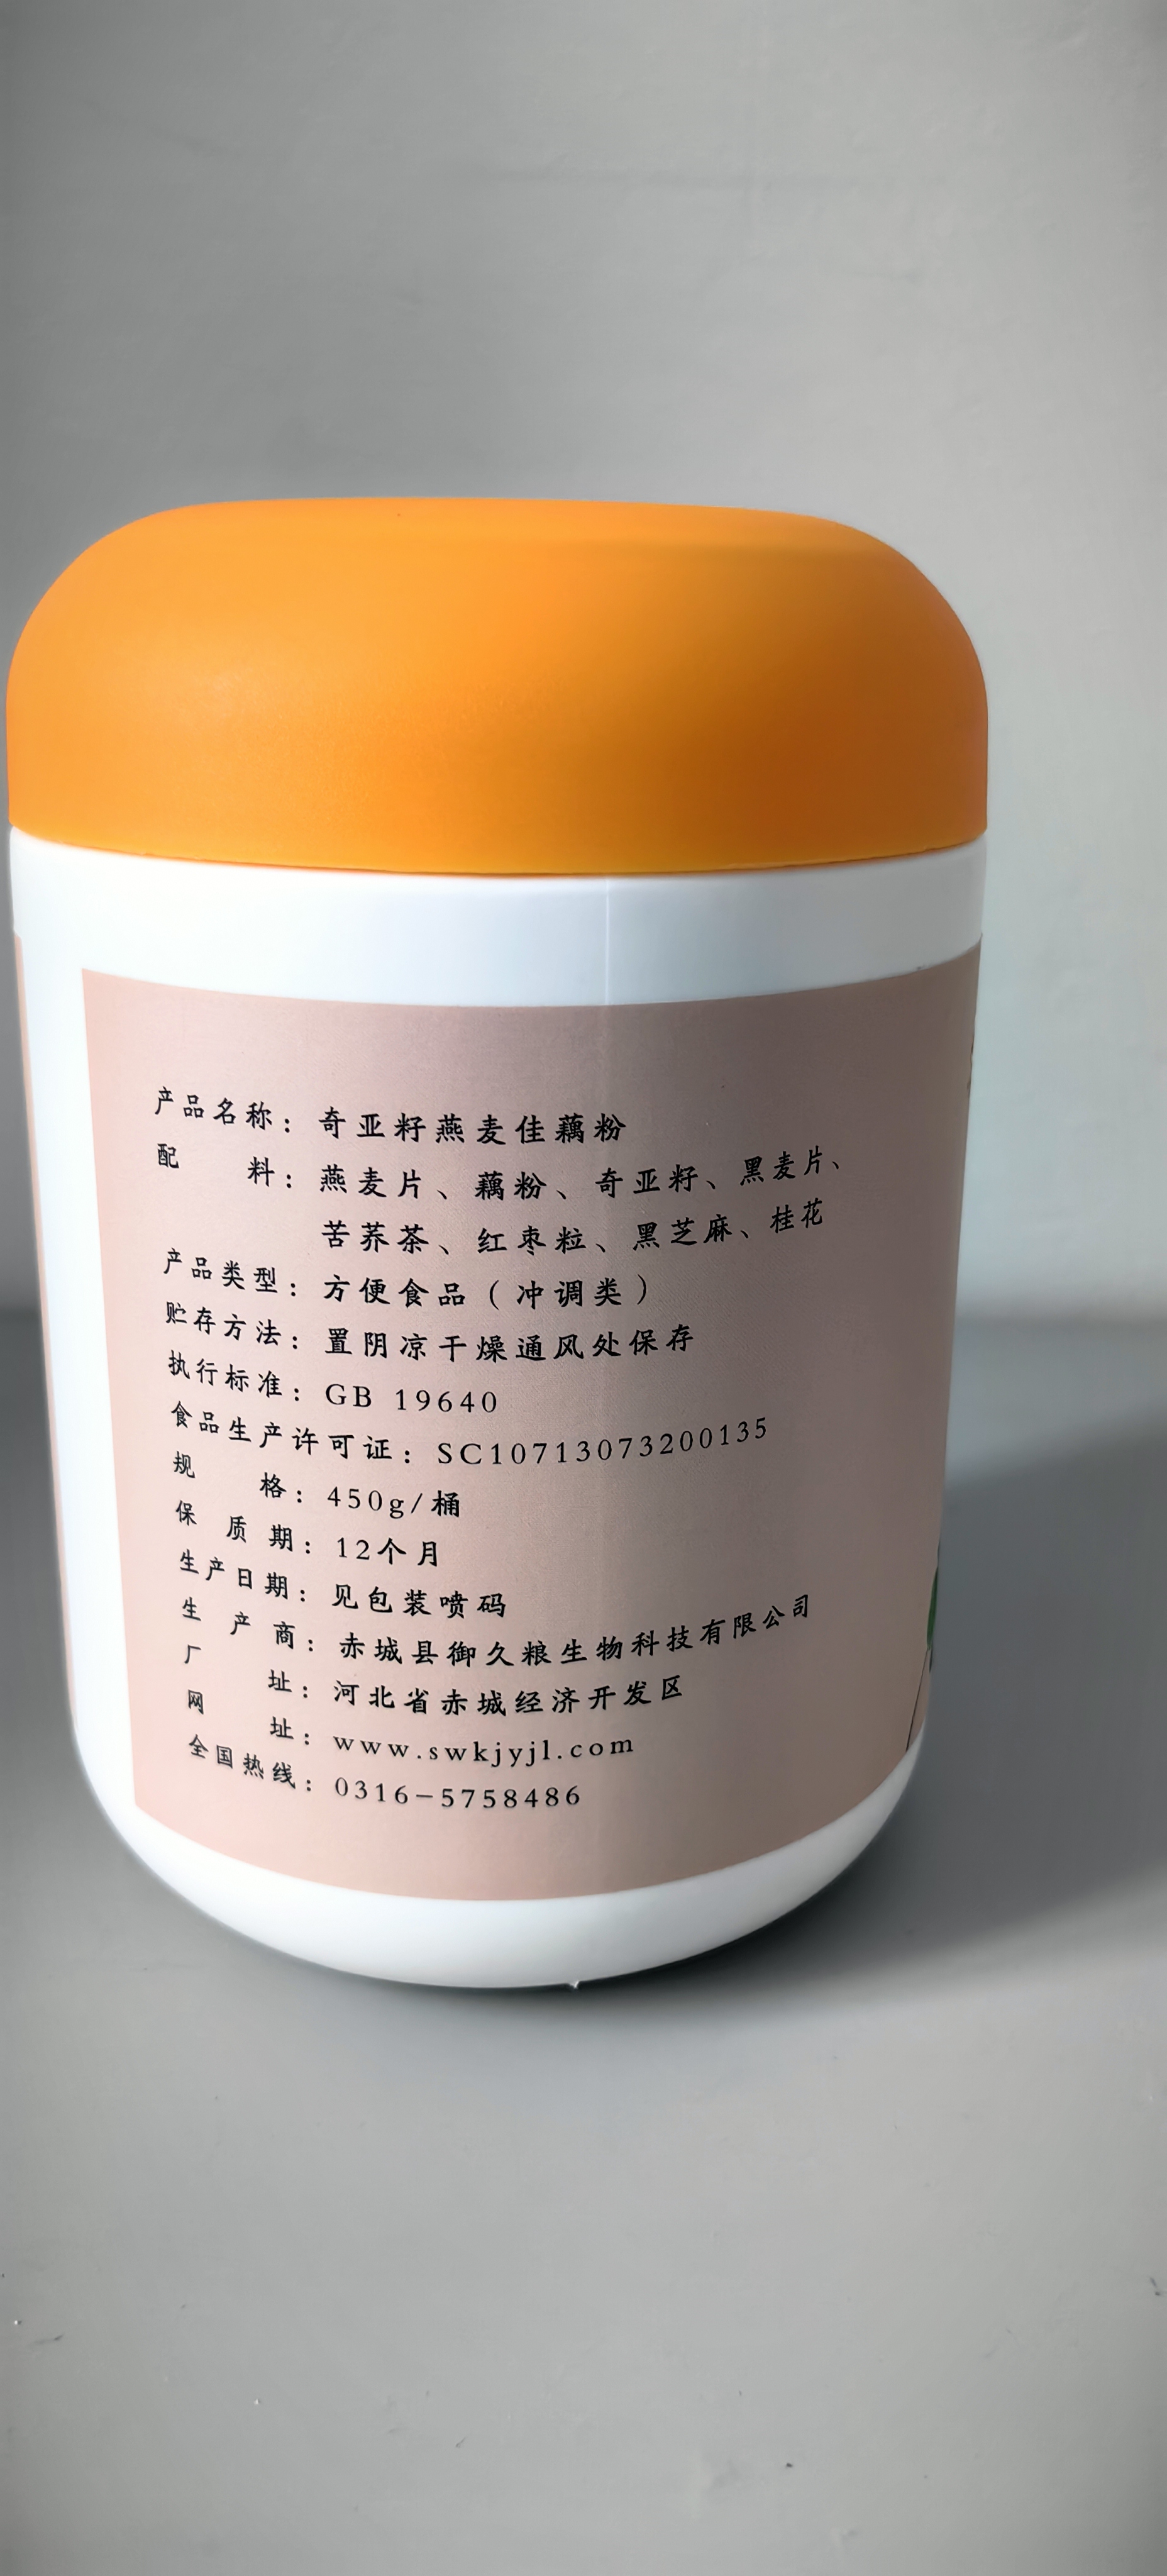 产品名称：奇亚籽燕麦佳藕粉
配料：燕麦片、藕粉、奇亚籽、黑麦片、
苦荞茶、红枣粒、黑芝麻、桂花
产品类型：方便食品（冲调类）
贮存方法：置阴凉干燥通风处保存
执行标准：GB 19640
食品生产许可证：SC10713073200135
规格：450g/桶
保质期：12个月
生产日期：见包装喷码
生产商：赤城县御久粮生物科技有限公司
厂址：河北省赤城经济开发区
网址：www.swkjyjl.com
全国热线：0316-5758486